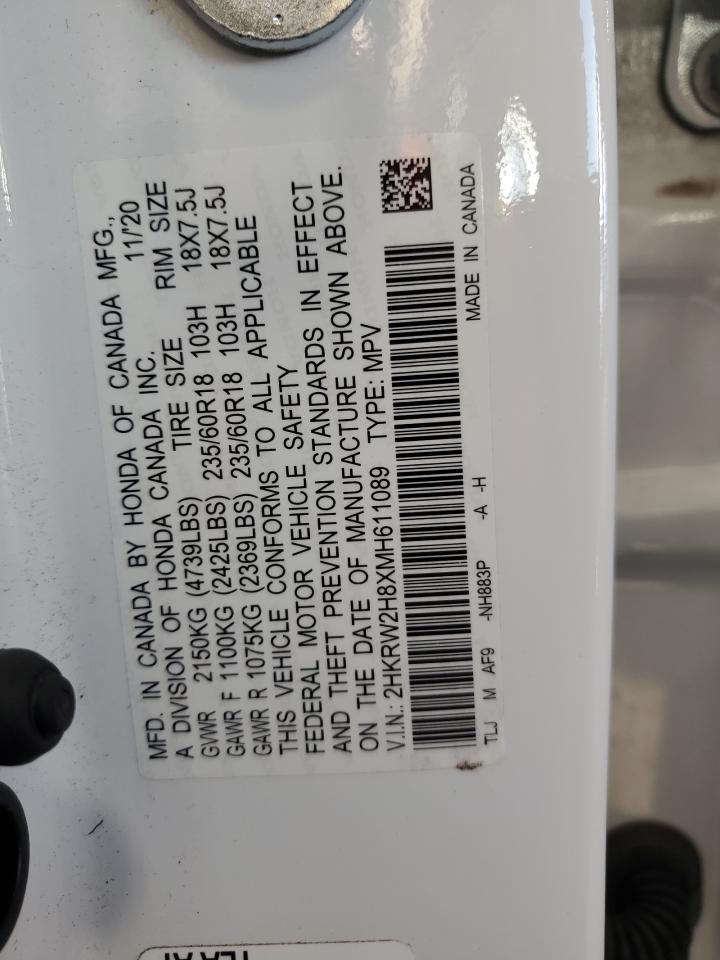 MFD. IN CANADA BY HONDA OF CANADA MFG.,
A DIVISION OF HONDA CANADA INC. 11/'20
GVWR 2150KG (4739LBS) TIRE SIZE RIM SIZE
GAWR F 1100KG (2425LBS) 235/60R18 103H 18X7.5J
GAWR R 1075KG (2369LBS) 235/60R18 103H 18X7.5J
THIS VEHICLE CONFORMS TO ALL APPLICABLE
FEDERAL MOTOR VEHICLE SAFETY
AND THEFT PREVENTION STANDARDS IN EFFECT
ON THE DATE OF MANUFACTURE SHOWN ABOVE.
V.I.N.: 2HKRW2H8XMH611089 TYPE: MPV
TLJ M AF9 -NH883P -A -H MADE IN CANADA